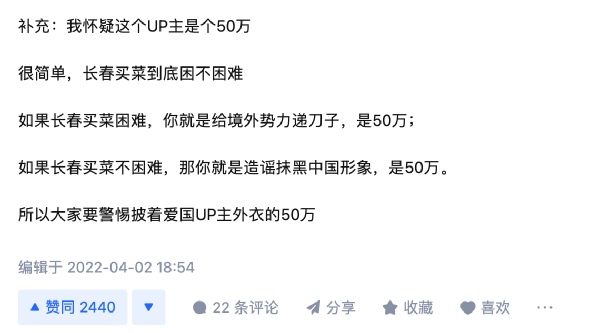 补充：我怀疑这个UP主是个50万
很简单，长春买菜到底困不困难
如果长春买菜困难，你就是给境外势力递刀子，是50万；
如果长春买菜不困难，那你就是造谣抹黑中国形象，是50万。
所以大家要警惕披着爱国UP主外衣的50万
编辑于 2022-04-02 18:54
赞同 2440 22 条评论 分享 收藏 喜欢